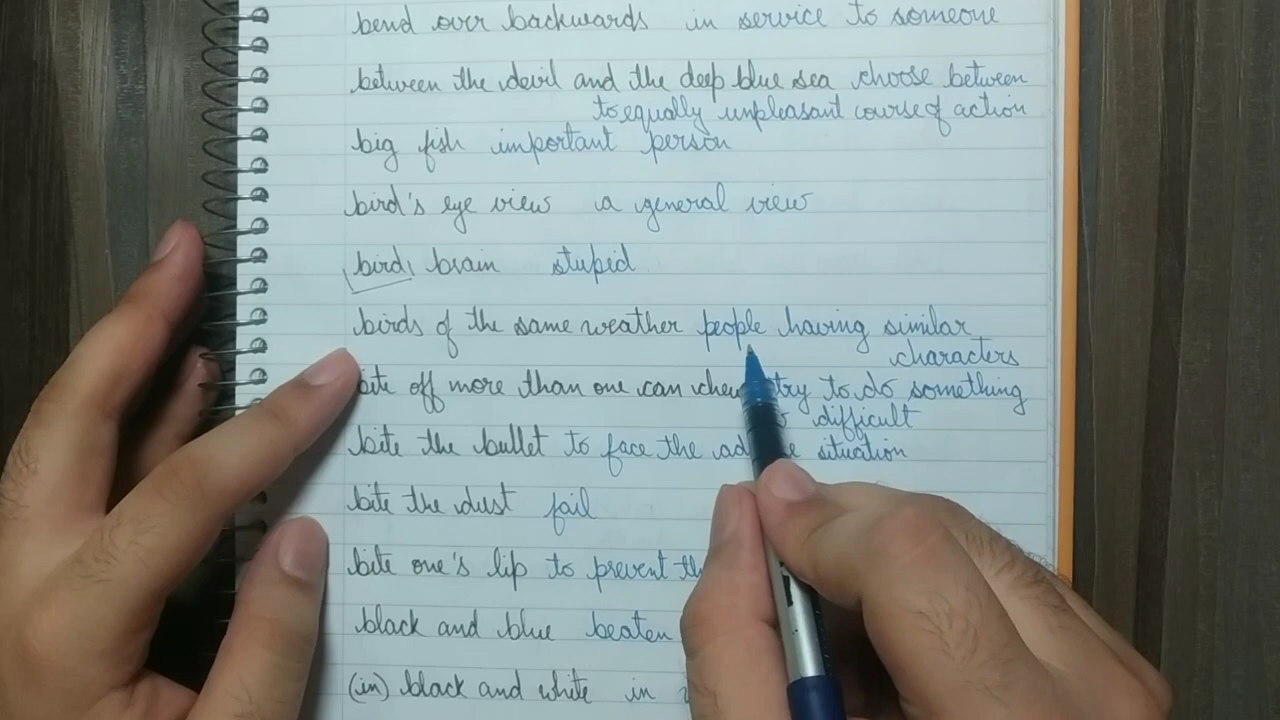 bend over backwards in service to someone
between the devil and the deep blue sea choose between
to equally unpleasant course of action
big fish important person
bird's eye view a general view
bird brain stupid
birds of the same weather people having similar
characters
bite off more than one can chew try to do something
difficult
bite the bullet to face the situation
bite the dust fail
bite one's lip to prevent
black and blue beaten
(in) black and white in